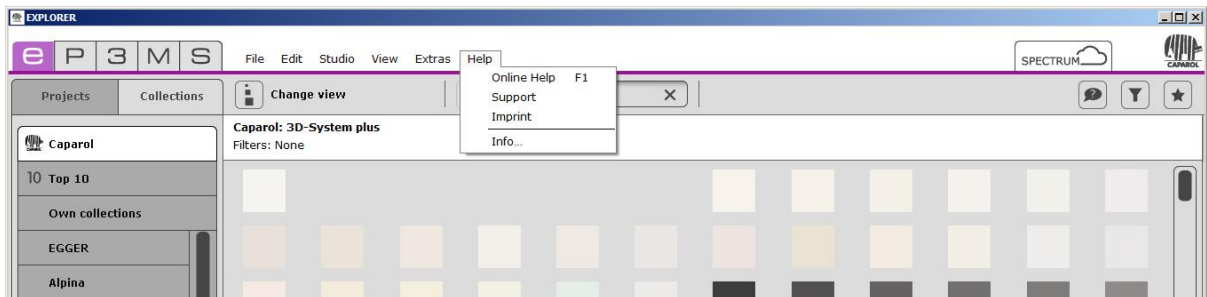 EXPLORER
e P 3 M S
File Edit Studio View Extras Help
SPECTRUM
CAPAROL
Online Help F1
Support
Imprint
Info...
Projects Collections
Change view
Caparol: 3D-System plus
Filters: None
CAPAROL Caparol
10 Top 10
Own collections
EGGER
Alpina